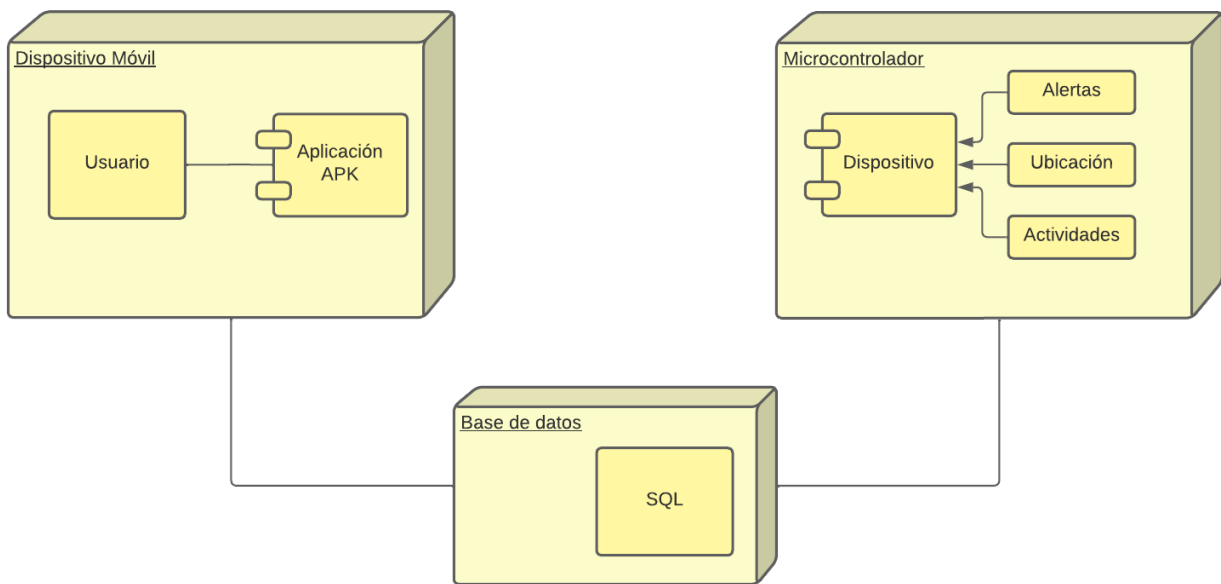 Dispositivo Móvil
Usuario
Aplicación
APK
Microcontrolador
Dispositivo
Alertas
Ubicación
Actividades
Base de datos
SQL